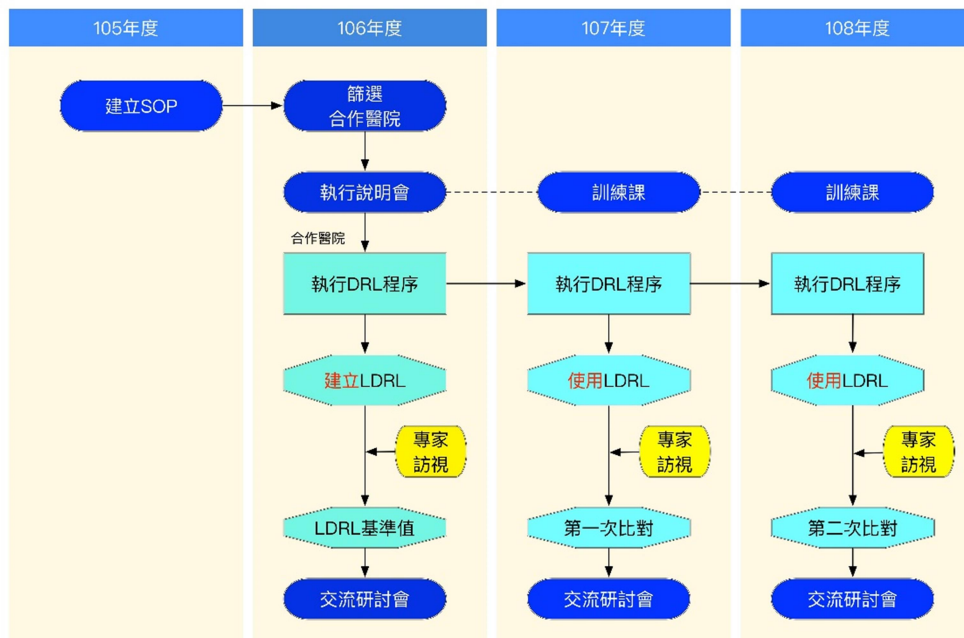 105年度
106年度
107年度
108年度
建立SOP
篩選
合作醫院
執行說明會
訓練課
訓練課
合作醫院
執行DRL程序
執行DRL程序
執行DRL程序
建立LDRL
使用LDRL
使用LDRL
專家
訪視
專家
訪視
專家
訪視
LDRL基準值
第一次比對
第二次比對
交流研討會
交流研討會
交流研討會